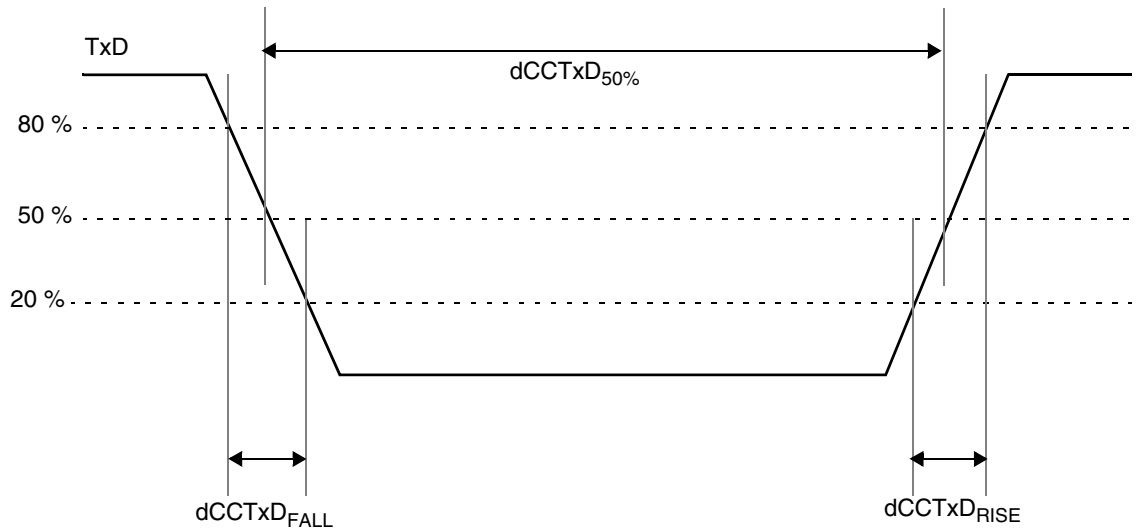 TxD
dCCTxD50%
80 %
50 %
20 %
dCCTxDFALL
dCCTxDRISE